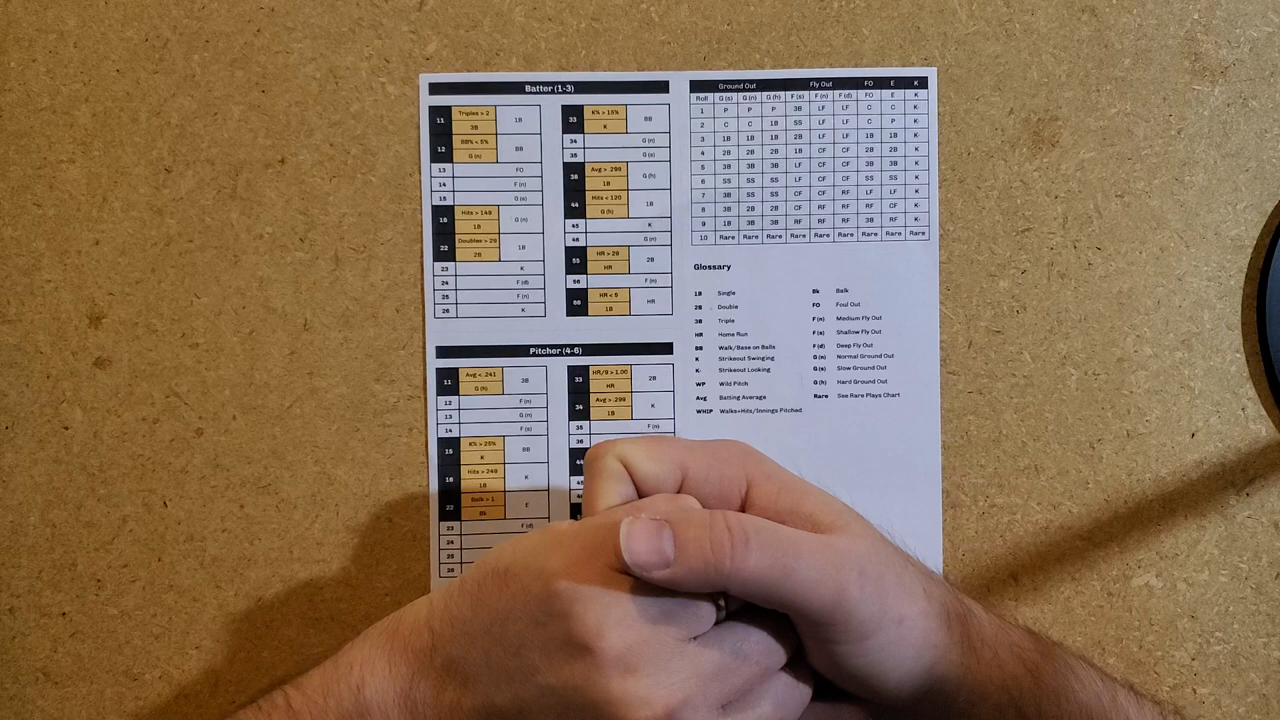 Batter (1-3)
11 Triples > 2 1B
3B
12 BB% < 5% BB
G (n)
13 FO
14 F (n)
15 G (s)
16 Hits > 149 G (n)
1B
22 Doubles > 29 1B
2B
23 K
24 F (d)
25 F (n)
26 K
33 K% > 15% BB
K
34 G (n)
35 G (s)
36 Avg > .299 G (h)
1B
44 Hits < 120 1B
G (h)
45 K
46 G (n)
55 HR > 29 2B
HR
56 F (n)
66 HR < 5 HR
1B
Pitcher (4-6)
11 Avg < .241 3B
G (h)
12 F (n)
13 G (n)
14 F (s)
15 K% > 25% BB
K
16 Hits > 249 K
1B
22 Balk > 1 E
Bk
23 F (d)
24
25
26
33 HR/9 > 1.00 2B
HR
34 Avg > .299 K
1B
35 F (n)
36
44
Ground Out Fly Out FO E K
Roll G (s) G (n) G (h) F (s) F (n) F (d) FO E K
1 P P P 3B LF LF C C K-
2 C C 1B SS LF LF C P K-
3 1B 1B 1B 2B LF LF 1B 1B K-
4 2B 2B 2B 1B CF CF 2B 2B K
5 3B 3B 3B LF CF CF 3B 3B K
6 SS SS SS LF CF CF SS SS K
7 3B SS SS CF CF RF LF LF K
8 3B 2B 2B CF RF RF RF CF K-
9 1B 3B 3B RF RF RF 3B RF K-
10 Rare Rare Rare Rare Rare Rare Rare Rare Rare
Glossary
1B Single
2B Double
3B Triple
HR Home Run
BB Walk/Base on Balls
K Strikeout Swinging
K- Strikeout Looking
WP Wild Pitch
Avg Batting Average
WHIP Walks+Hits/Innings Pitched
Bk Balk
FO Foul Out
F (n) Medium Fly Out
F (s) Shallow Fly Out
F (d) Deep Fly Out
G (n) Normal Ground Out
G (s) Slow Ground Out
G (h) Hard Ground Out
Rare See Rare Plays Chart